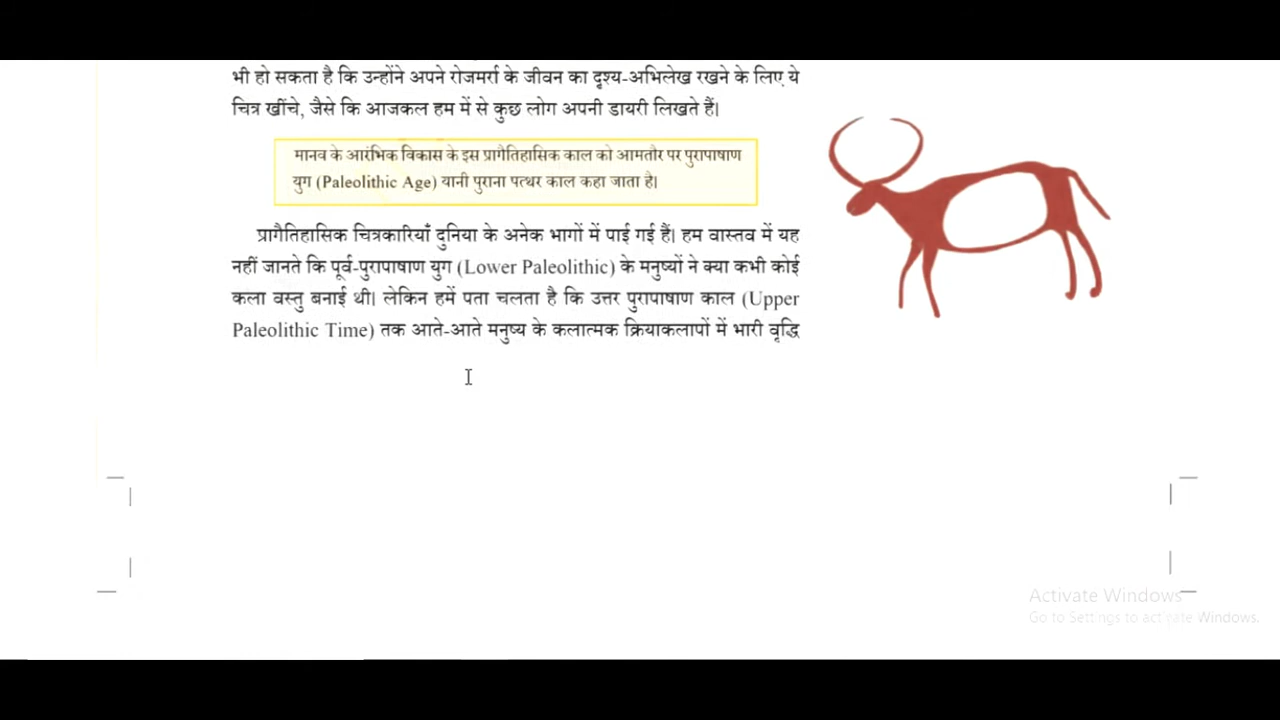 भी हो सकता है कि उन्होंने अपने रोजमर्रा के जीवन का दृश्य-अभिलेख रखने के लिए ये
चित्र खींचे, जैसे कि आजकल हम में से कुछ लोग अपनी डायरी लिखते हैं।
मानव के आरंभिक विकास के इस प्रागैतिहासिक काल को आमतौर पर पुरापाषाण
युग (Paleolithic Age) यानी पुराना पत्थर काल कहा जाता है।
प्रागैतिहासिक चित्रकारियाँ दुनिया के अनेक भागों में पाई गई हैं। हम वास्तव में यह
नहीं जानते कि पूर्व-पुरापाषाण युग (Lower Paleolithic) के मनुष्यों ने क्या कभी कोई
कला वस्तु बनाई थी। लेकिन हमें पता चलता है कि उत्तर पुरापाषाण काल (Upper
Paleolithic Time) तक आते-आते मनुष्य के कलात्मक क्रियाकलापों में भारी वृद्धि
Activate Windows
Go to Settings to activate Windows.